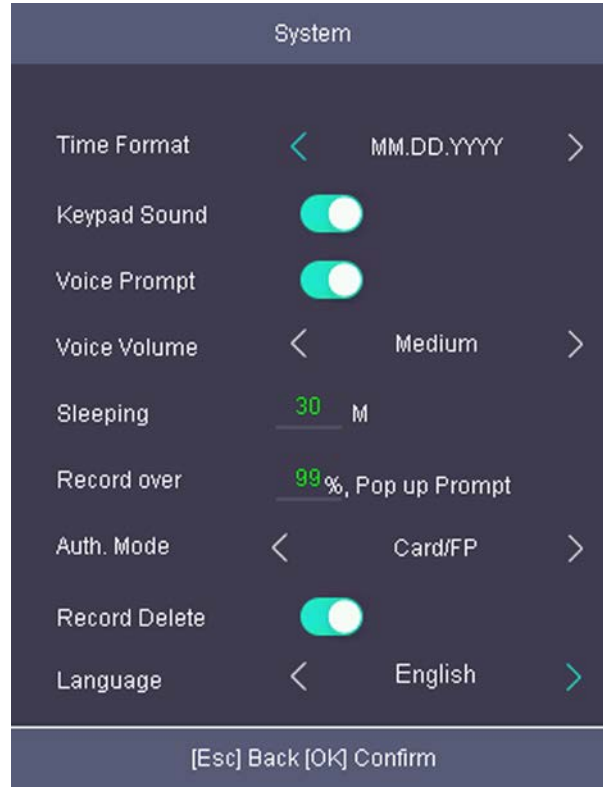 System
Time Format MM.DD.YYYY
Keypad Sound
Voice Prompt
Voice Volume Medium
Sleeping 30 M
Record over 99 %, Pop up Prompt
Auth. Mode Card/FP
Record Delete
Language English
[Esc] Back [OK] Confirm